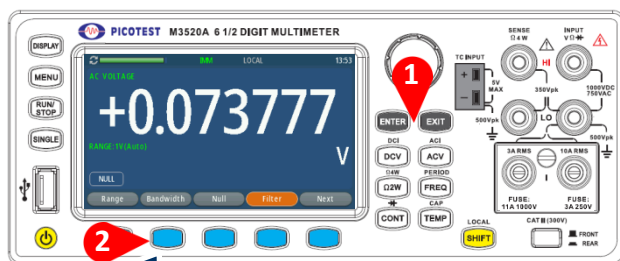 PICOTEST M3520A 6 1/2 DIGIT MULTIMETER
DISPLAY
MENU
RUN/
STOP
SINGLE
IMM LOCAL 13:53
AC VOLTAGE
+0.073777
V
RANGE:1V(Auto)
NULL
Range Bandwidth Null Filter Next
1
2
ENTER EXIT
DCI ACI
DCV ACV
Ω4W PERIOD
Ω2W FREQ
CAP
CONT TEMP
LOCAL
SHIFT
TC INPUT
+
−
5V
MAX
SENSE
Ω 4 W
INPUT
V Ω
HI
350Vpk
1000VDC
750VAC
LO
500Vpk
500Vpk
3A RMS 10A RMS
I
FUSE:
11A 1000V
FUSE:
3A 250V
CAT II (300V)
FRONT
REAR